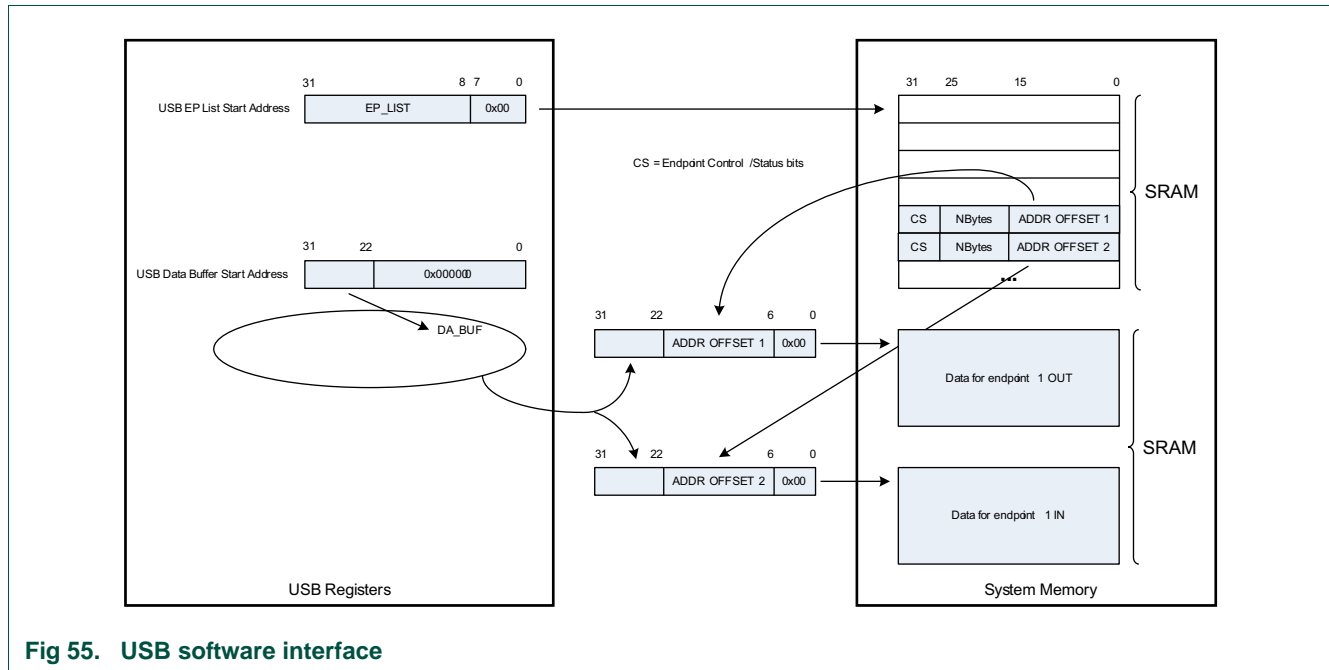 31 8 7 0
USB EP List Start Address EP_LIST 0x00
31 25 15 0
CS = Endpoint Control /Status bits
SRAM
CS NBytes ADDR OFFSET 1
CS NBytes ADDR OFFSET 2
...
31 22 0
USB Data Buffer Start Address 0x000000
DA_BUF
31 22 6 0
ADDR OFFSET 1 0x00
Data for endpoint 1 OUT
SRAM
31 22 6 0
ADDR OFFSET 2 0x00
Data for endpoint 1 IN
USB Registers
System Memory
Fig 55. USB software interface